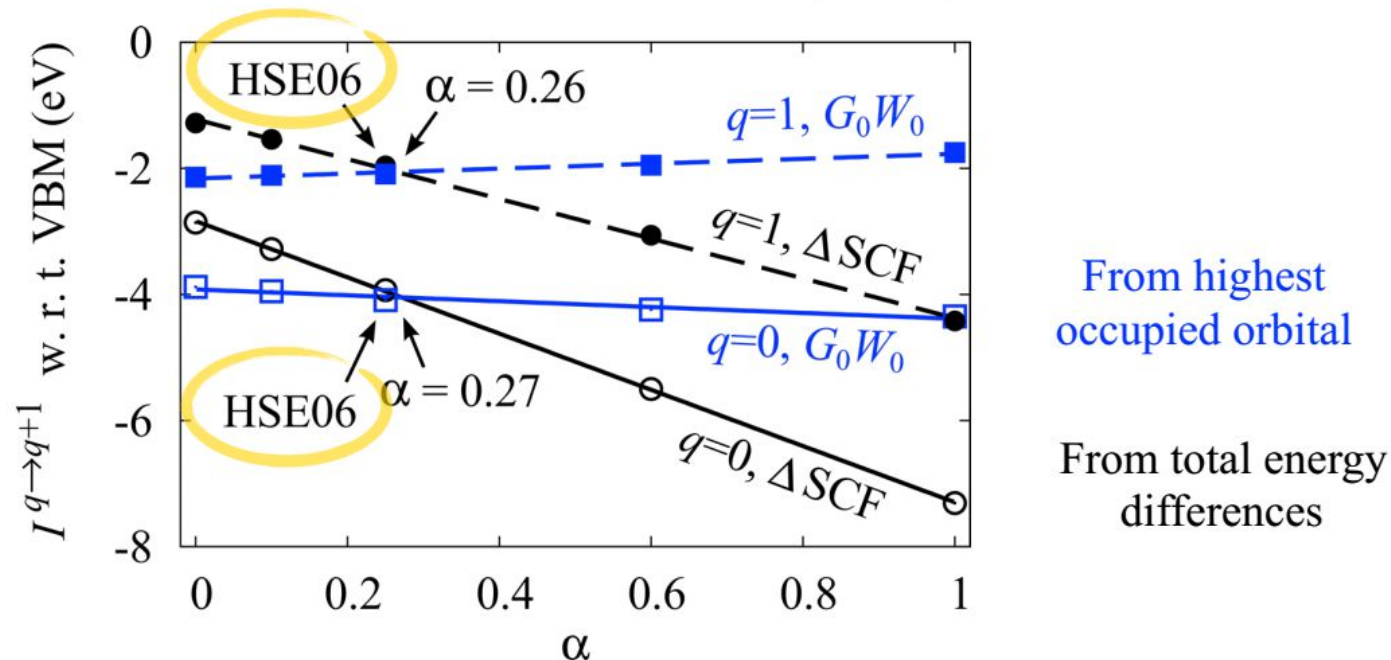 I^{q→q+1} w. r. t. VBM (eV)
0
-2
-4
-6
-8
HSE06
α = 0.26
q=1, G₀W₀
q=1, ΔSCF
q=0, G₀W₀
HSE06
α = 0.27
q=0, ΔSCF
0 0.2 0.4 0.6 0.8 1
α
From highest
occupied orbital
From total energy
differences